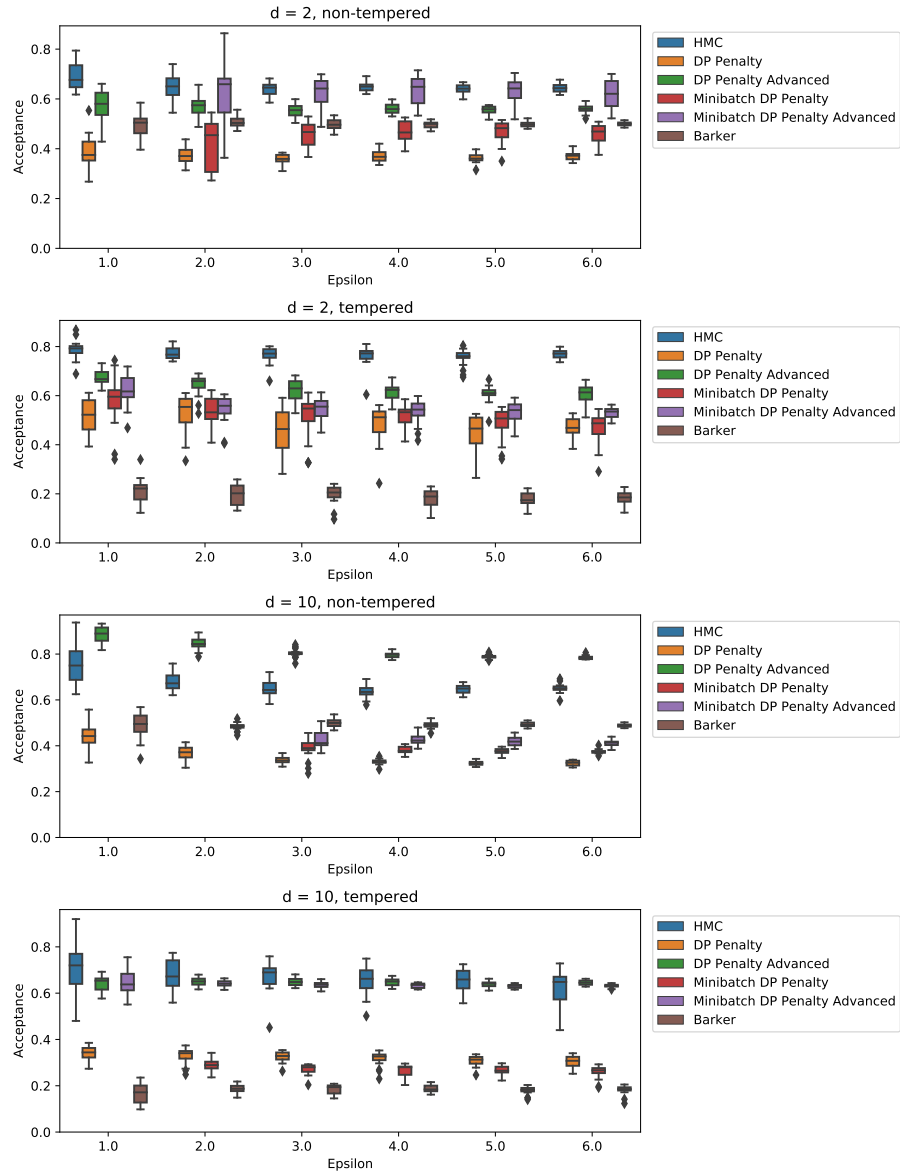 d = 2, non-tempered
Acceptance
0.8
0.6
0.4
0.2
0.0
1.0 2.0 3.0 4.0 5.0 6.0
Epsilon
HMC
DP Penalty
DP Penalty Advanced
Minibatch DP Penalty
Minibatch DP Penalty Advanced
Barker
d = 2, tempered
Acceptance
0.8
0.6
0.4
0.2
0.0
1.0 2.0 3.0 4.0 5.0 6.0
Epsilon
HMC
DP Penalty
DP Penalty Advanced
Minibatch DP Penalty
Minibatch DP Penalty Advanced
Barker
d = 10, non-tempered
Acceptance
0.8
0.6
0.4
0.2
0.0
1.0 2.0 3.0 4.0 5.0 6.0
Epsilon
HMC
DP Penalty
DP Penalty Advanced
Minibatch DP Penalty
Minibatch DP Penalty Advanced
Barker
d = 10, tempered
Acceptance
0.8
0.6
0.4
0.2
0.0
1.0 2.0 3.0 4.0 5.0 6.0
Epsilon
HMC
DP Penalty
DP Penalty Advanced
Minibatch DP Penalty
Minibatch DP Penalty Advanced
Barker